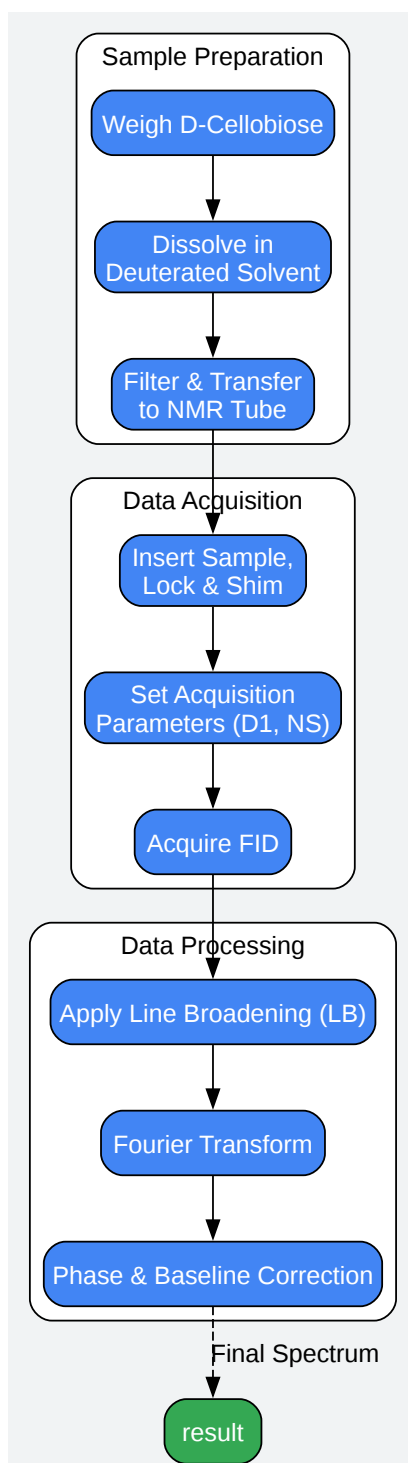 Sample Preparation
Weigh D-Cellobiose
Dissolve in
Deuterated Solvent
Filter & Transfer
to NMR Tube
Data Acquisition
Insert Sample,
Lock & Shim
Set Acquisition
Parameters (D1, NS)
Acquire FID
Data Processing
Apply Line Broadening (LB)
Fourier Transform
Phase & Baseline Correction
Final Spectrum
result